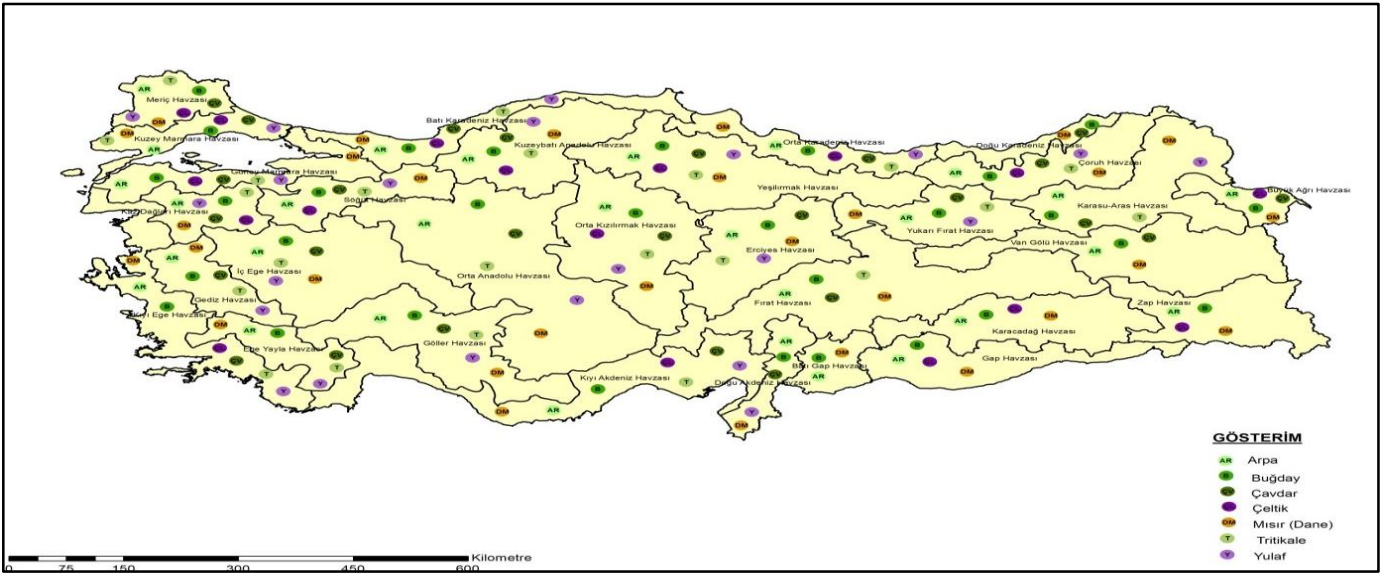 Meriç Havzası
Kuzey Marmara Havzası
Batı Karadeniz Havzası
Kuzeybatı Anadolu Havzası
Orta Karadeniz Havzası
Doğu Karadeniz Havzası
Çoruh Havzası
Güney Marmara Havzası
Söğüt Havzası
Yeşilırmak Havzası
Büyük Ağrı Havzası
Kaz Dağları Havzası
Karasu-Aras Havzası
Orta Kızılırmak Havzası
Yukarı Fırat Havzası
Van Gölü Havzası
Erciyes Havzası
İç Ege Havzası
Orta Anadolu Havzası
Gediz Havzası
Fırat Havzası
Zap Havzası
Kıyı Ege Havzası
Karacadağ Havzası
Ege Yayla Havzası
Göller Havzası
Gap Havzası
Batı Gap Havzası
Kıyı Akdeniz Havzası
Doğu Akdeniz Havzası
GÖSTERİM
AR Arpa
B Buğday
ÇV Çavdar
Çeltik
DM Mısır (Dane)
T Tritikale
Y Yulaf
Kilometre
0 75 150 300 450 600